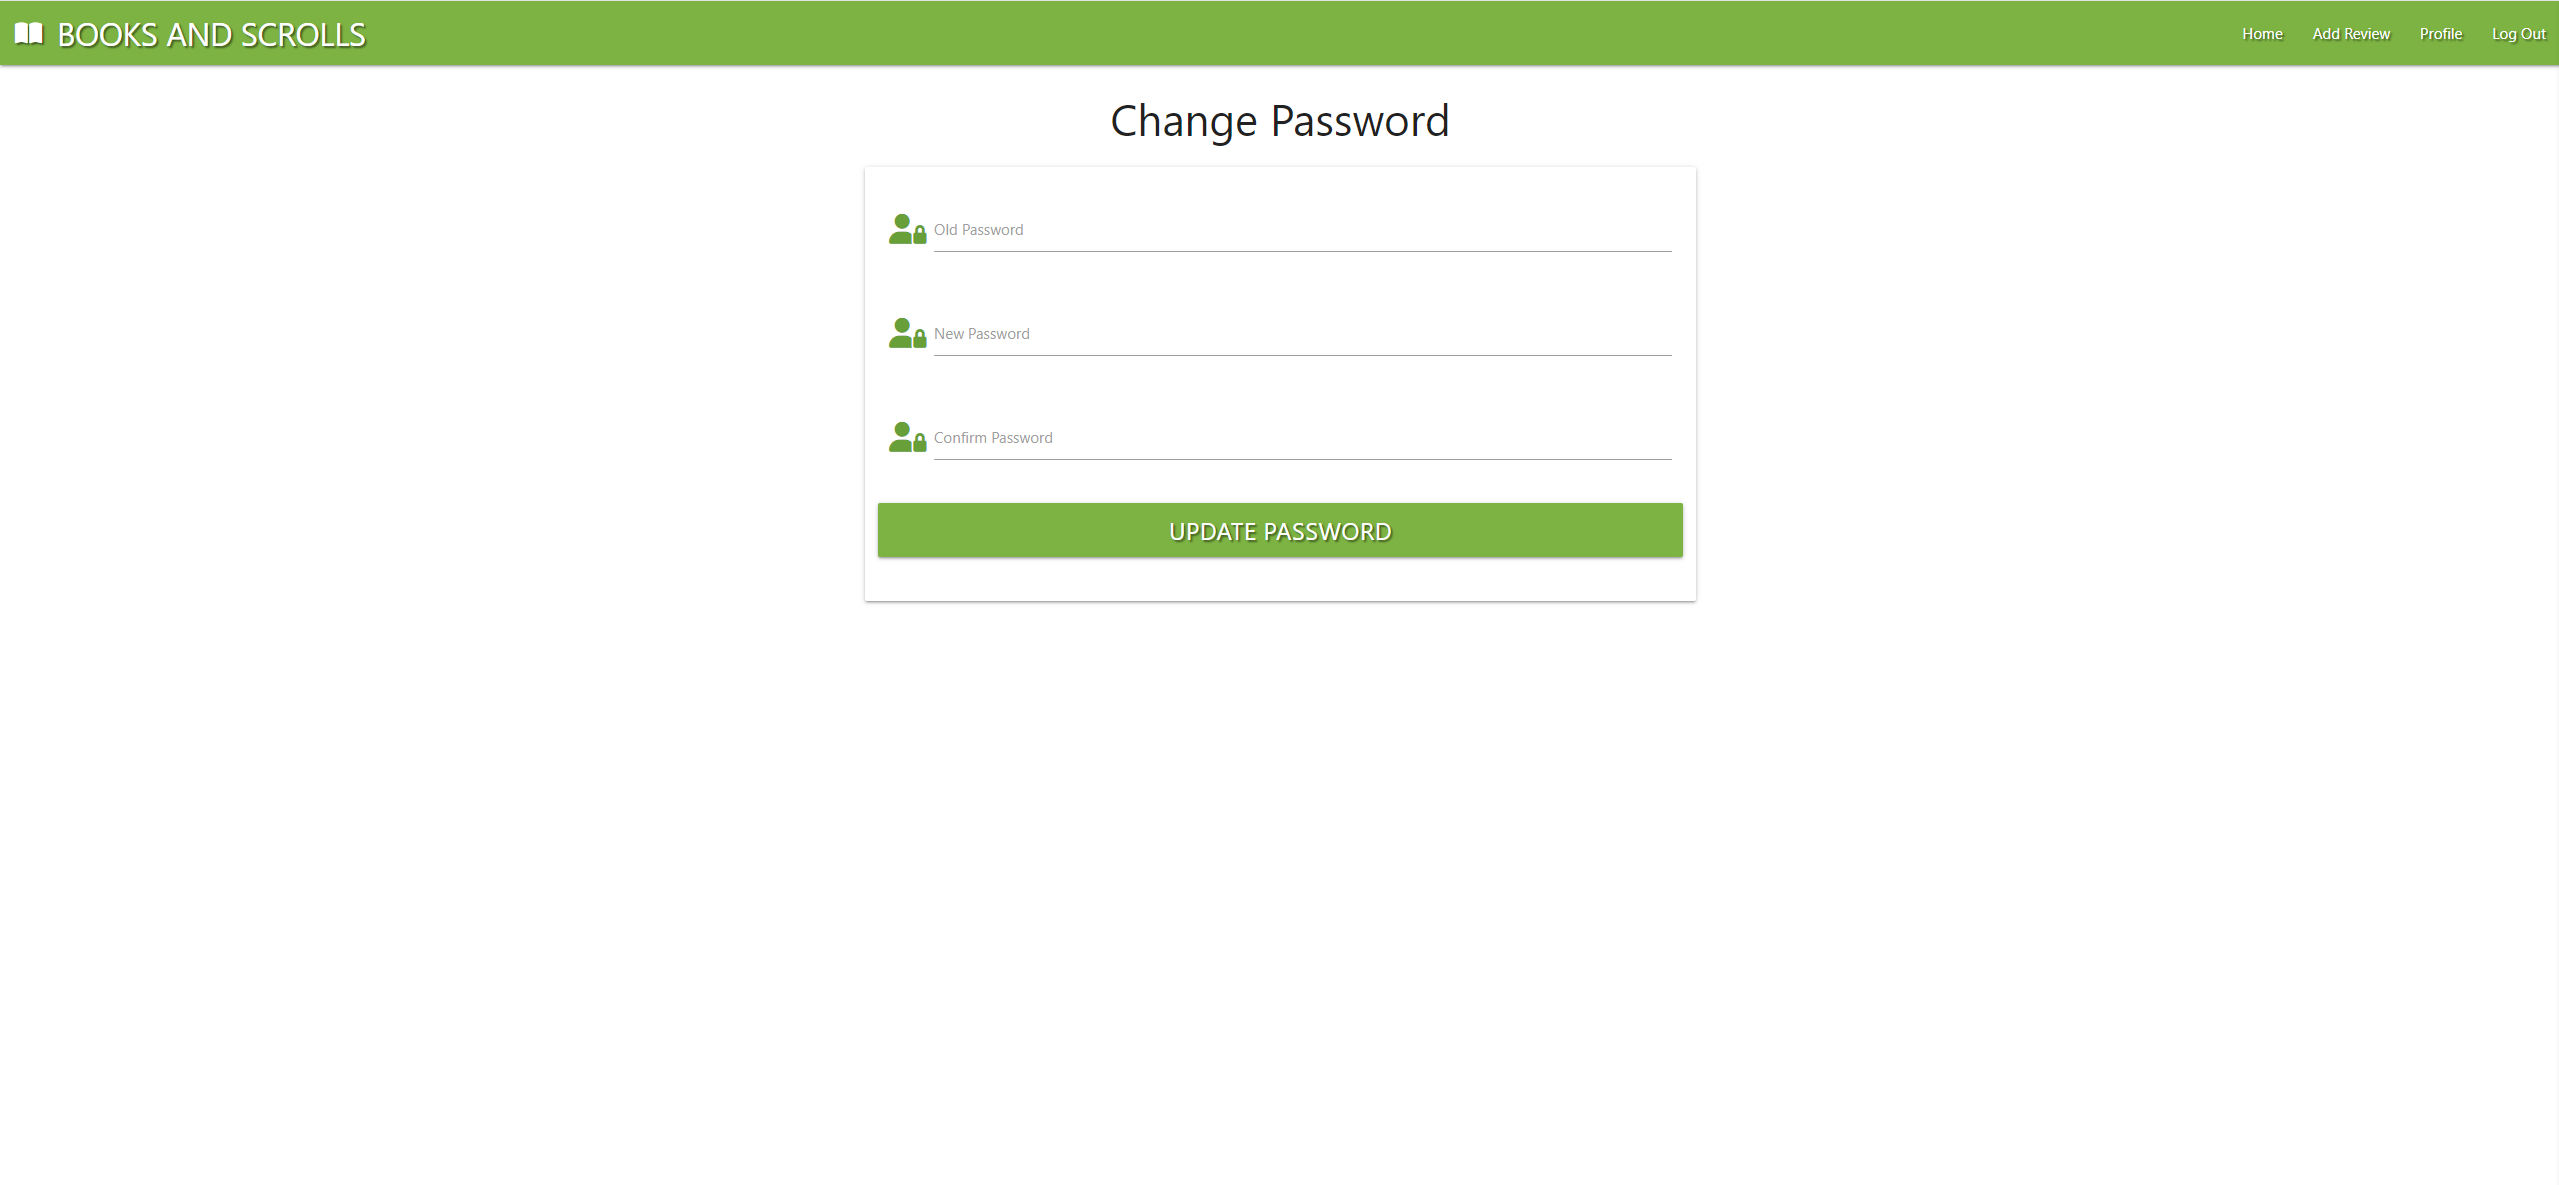 BOOKS AND SCROLLS
Home Add Review Profile Log Out
Change Password
Old Password
New Password
Confirm Password
UPDATE PASSWORD